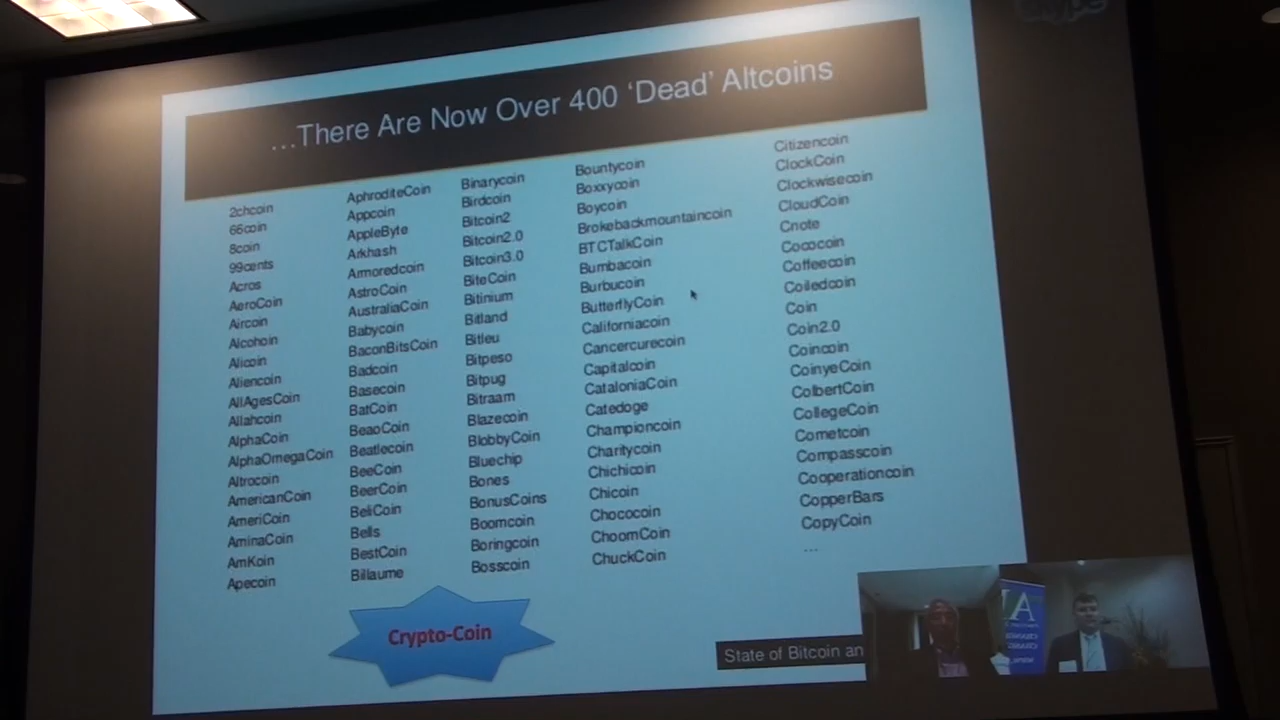 skype
…There Are Now Over 400 ‘Dead’ Altcoins
2chcoin
66coin
8coin
99cents
Acros
AeroCoin
Aircoin
Alcohoin
Alicoin
Aliencoin
AllAgesCoin
Allahcoin
AlphaCoin
AlphaOmegaCoin
Altrocoin
AmericanCoin
AmeriCoin
AminaCoin
AmKoin
Apecoin
AphroditeCoin
Appcoin
AppleByte
Arkhash
Armoredcoin
AstroCoin
AustraliaCoin
Babycoin
BaconBitsCoin
Badcoin
Basecoin
BatCoin
BeaoCoin
Beatlecoin
BeeCoin
BeerCoin
BeliCoin
Bells
BestCoin
Billaume
Binarycoin
Birdcoin
Bitcoin2
Bitcoin2.0
Bitcoin3.0
BiteCoin
Bitinium
Bitland
Bitleu
Bitpeso
Bitpug
Bitraam
Blazecoin
BlobbyCoin
Bluechip
Bones
BonusCoins
Boomcoin
Boringcoin
Bosscoin
Bountycoin
Boxxycoin
Boycoin
Brokebackmountaincoin
BTCTalkCoin
Bumbacoin
Burbucoin
ButterflyCoin
Californiacoin
Cancercurecoin
Capitalcoin
CataloniaCoin
Catedoge
Championcoin
Charitycoin
Chichicoin
Chicoin
Chococoin
ChoomCoin
ChuckCoin
Citizencoin
ClockCoin
Clockwisecoin
CloudCoin
Cnote
Cococoin
Coffeecoin
Coiledcoin
Coin
Coin2.0
Coincoin
CoinyeCoin
ColbertCoin
CollegeCoin
Cometcoin
Compasscoin
Cooperationcoin
CopperBars
CopyCoin
…
Crypto-Coin
State of Bitcoin an